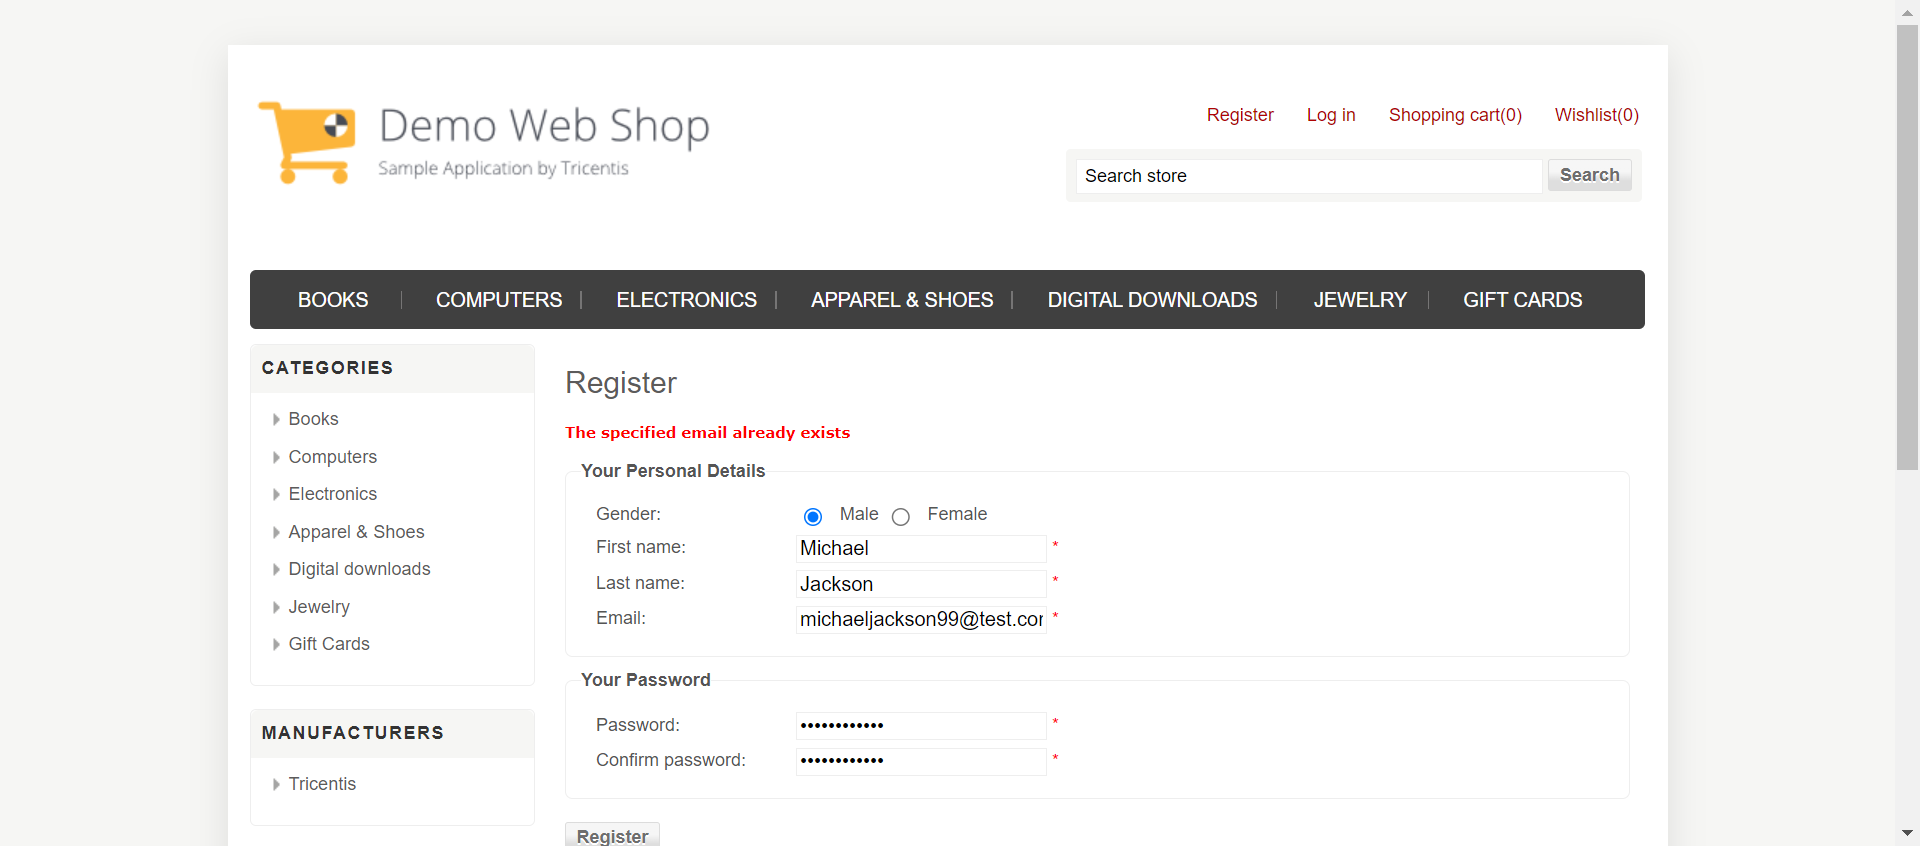 Demo Web Shop
Sample Application by Tricentis
Register Log in Shopping cart(0) Wishlist(0)
Search store Search
BOOKS COMPUTERS ELECTRONICS APPAREL & SHOES DIGITAL DOWNLOADS JEWELRY GIFT CARDS
CATEGORIES
Books
Computers
Electronics
Apparel & Shoes
Digital downloads
Jewelry
Gift Cards
MANUFACTURERS
Tricentis
Register
The specified email already exists
Your Personal Details
Gender: Male Female
First name: Michael *
Last name: Jackson *
Email: michaeljackson99@test.cor *
Your Password
Password: •••••••••••• *
Confirm password: •••••••••••• *
Register